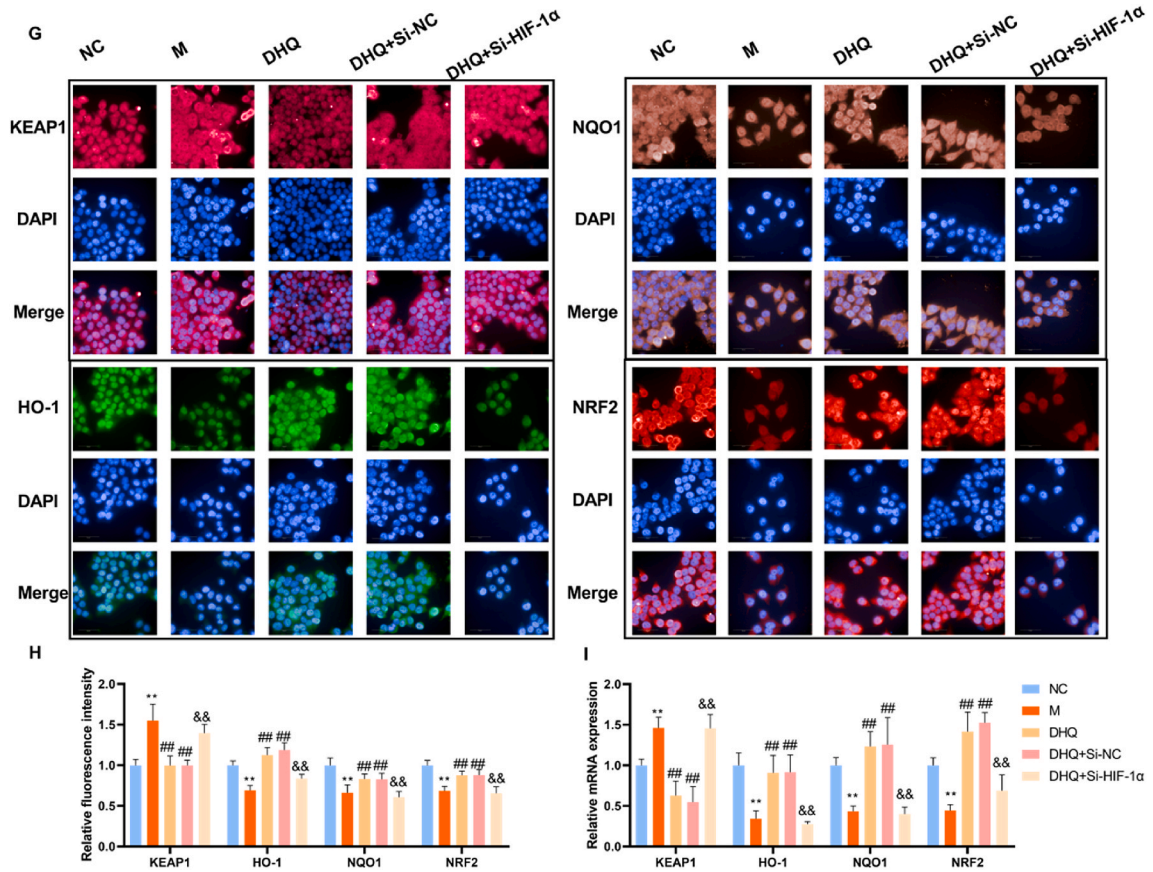 G
NC M DHQ DHQ+Si-NC DHQ+Si-HIF-1α
KEAP1
DAPI
Merge
HO-1
DAPI
Merge
NC M DHQ DHQ+Si-NC DHQ+Si-HIF-1α
NQO1
DAPI
Merge
NRF2
DAPI
Merge
H
Relative fluorescence intensity
2.0
1.5
1.0
0.5
0.0
** ## ## &&
** ## ## &&
** ## ## &&
** ## ## &&
KEAP1 HO-1 NQO1 NRF2
I
Relative mRNA expression
2.0
1.5
1.0
0.5
0.0
** ## ## &&
** ## ## &&
** ## ## &&
** ## ## &&
KEAP1 HO-1 NQO1 NRF2
NC
M
DHQ
DHQ+Si-NC
DHQ+Si-HIF-1α